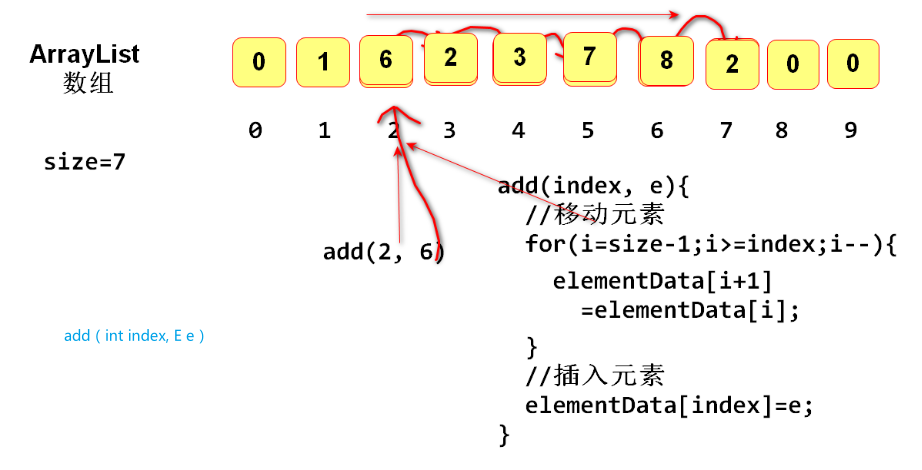 ArrayList
数组
0 1 6 2 3 7 8 2 0 0
0 1 2 3 4 5 6 7 8 9
size=7
add(2, 6)
add ( int index, E e )
add(index, e){
//移动元素
for(i=size-1;i>=index;i--){
elementData[i+1]
=elementData[i];
}
//插入元素
elementData[index]=e;
}